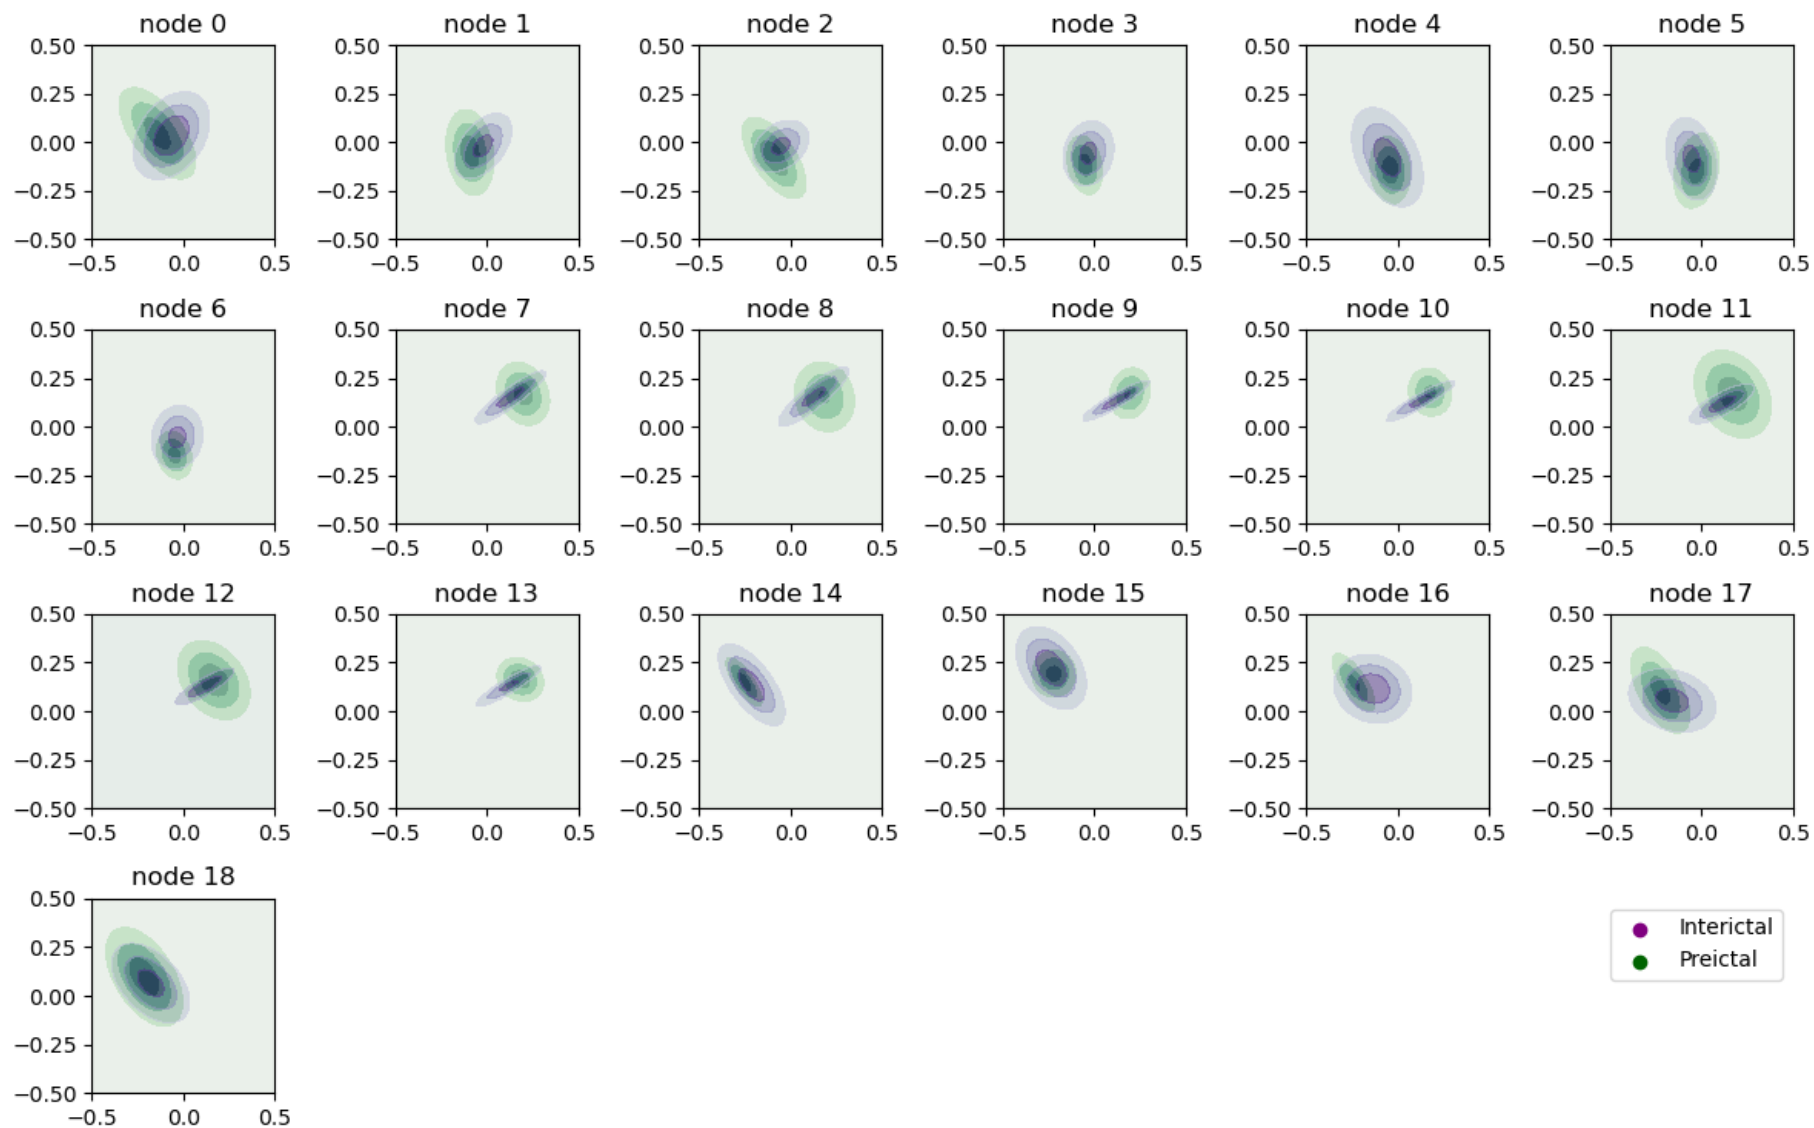 node 0 node 1 node 2 node 3 node 4 node 5
0.50 0.50 0.50 0.50 0.50 0.50
0.25 0.25 0.25 0.25 0.25 0.25
0.00 0.00 0.00 0.00 0.00 0.00
−0.25 −0.25 −0.25 −0.25 −0.25 −0.25
−0.50 −0.50 −0.50 −0.50 −0.50 −0.50
−0.5 0.0 0.5 −0.5 0.0 0.5 −0.5 0.0 0.5 −0.5 0.0 0.5 −0.5 0.0 0.5 −0.5 0.0 0.5
node 6 node 7 node 8 node 9 node 10 node 11
0.50 0.50 0.50 0.50 0.50 0.50
0.25 0.25 0.25 0.25 0.25 0.25
0.00 0.00 0.00 0.00 0.00 0.00
−0.25 −0.25 −0.25 −0.25 −0.25 −0.25
−0.50 −0.50 −0.50 −0.50 −0.50 −0.50
−0.5 0.0 0.5 −0.5 0.0 0.5 −0.5 0.0 0.5 −0.5 0.0 0.5 −0.5 0.0 0.5 −0.5 0.0 0.5
node 12 node 13 node 14 node 15 node 16 node 17
0.50 0.50 0.50 0.50 0.50 0.50
0.25 0.25 0.25 0.25 0.25 0.25
0.00 0.00 0.00 0.00 0.00 0.00
−0.25 −0.25 −0.25 −0.25 −0.25 −0.25
−0.50 −0.50 −0.50 −0.50 −0.50 −0.50
−0.5 0.0 0.5 −0.5 0.0 0.5 −0.5 0.0 0.5 −0.5 0.0 0.5 −0.5 0.0 0.5 −0.5 0.0 0.5
node 18
0.50
0.25
0.00
−0.25
−0.50
−0.5 0.0 0.5
Interictal
Preictal